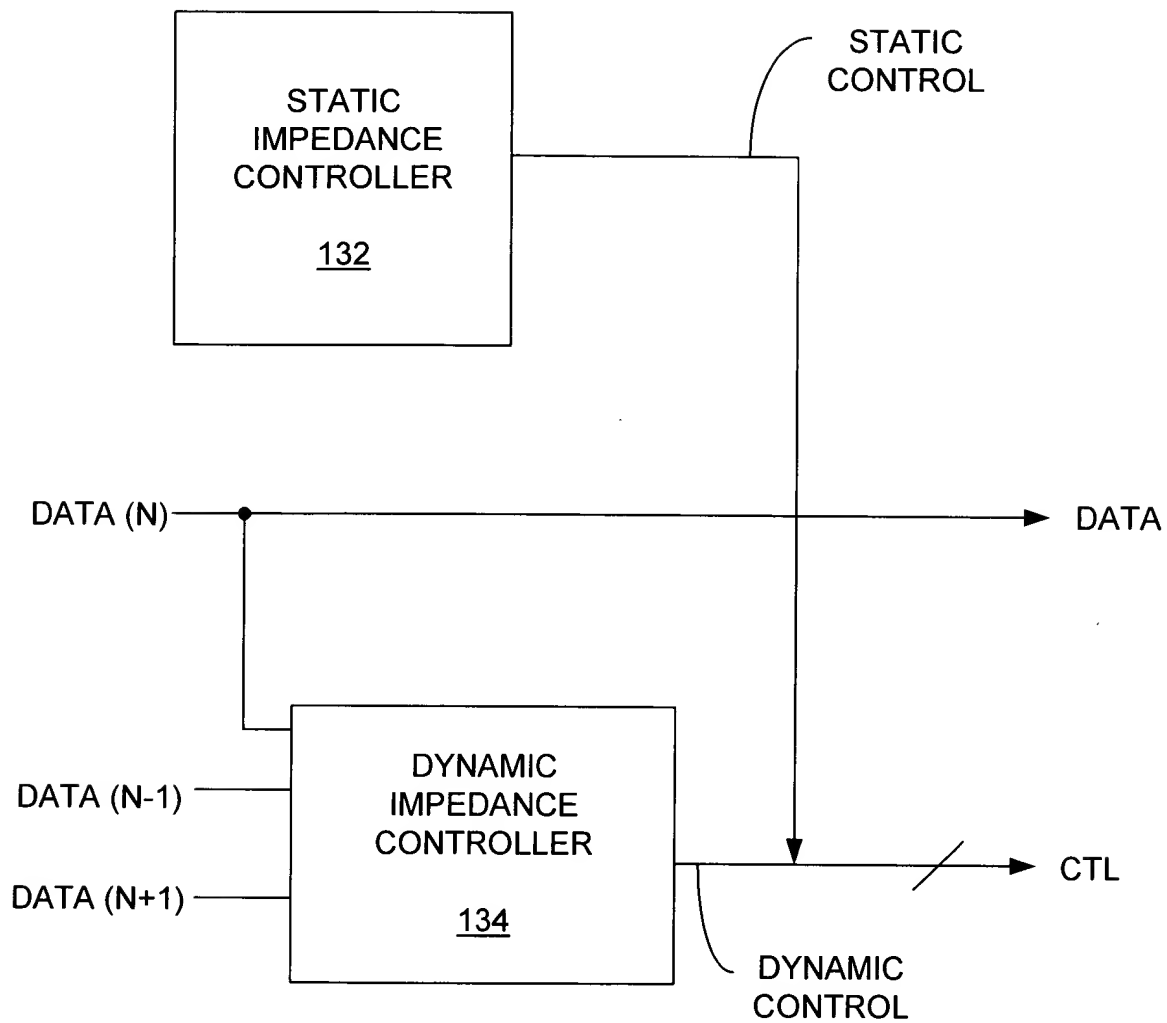 STATIC
CONTROL
STATIC
IMPEDANCE
CONTROLLER
132
DATA (N)
DATA
DYNAMIC
IMPEDANCE
CONTROLLER
134
DATA (N-1)
DATA (N+1)
CTL
DYNAMIC
CONTROL